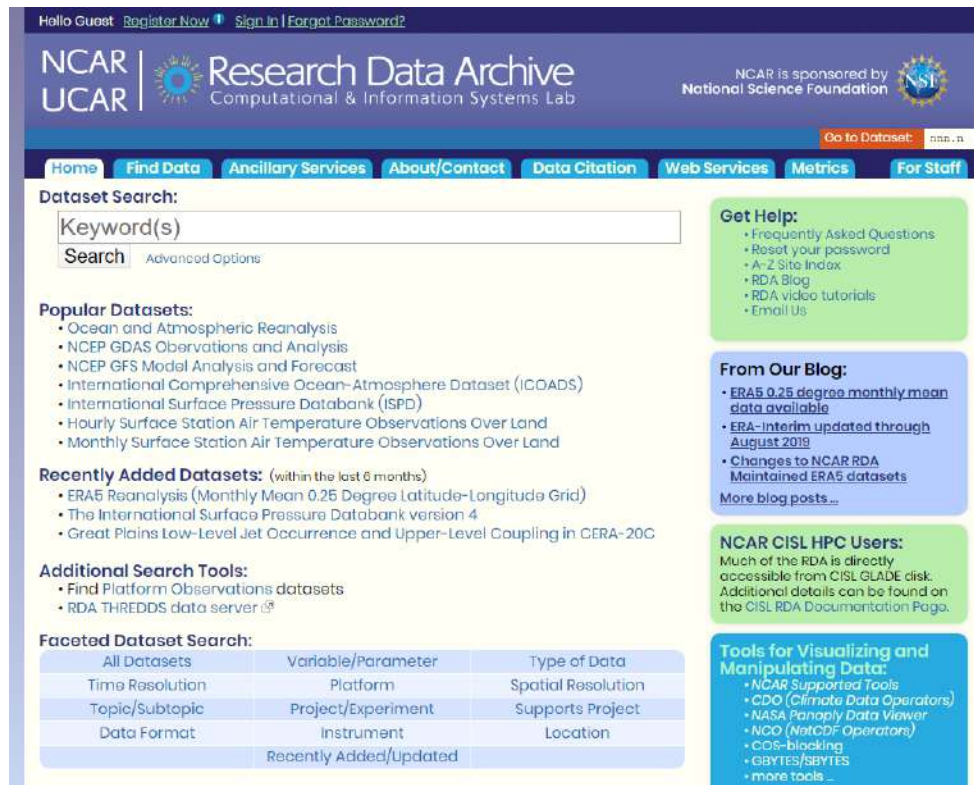 Hello Guest Register Now Sign In | Forgot Password?
NCAR
UCAR
Research Data Archive
Computational & Information Systems Lab
NCAR is sponsored by
National Science Foundation
NSF
Go to Dataset: nnn.n
Home Find Data Ancillary Services About/Contact Data Citation Web Services Metrics For Staff
Dataset Search:
Keyword(s)
Search Advanced Options
Popular Datasets:
• Ocean and Atmospheric Reanalysis
• NCEP GDAS Obervations and Analysis
• NCEP GFS Model Analysis and Forecast
• International Comprehensive Ocean-Atmosphere Dataset (ICOADS)
• International Surface Pressure Databank (ISPD)
• Hourly Surface Station Air Temperature Observations Over Land
• Monthly Surface Station Air Temperature Observations Over Land
Recently Added Datasets: (within the last 6 months)
• ERA5 Reanalysis (Monthly Mean 0.25 Degree Latitude-Longitude Grid)
• The International Surface Pressure Databank version 4
• Great Plains Low-Level Jet Occurrence and Upper-Level Coupling in CERA-20C
Additional Search Tools:
• Find Platform Observations datasets
• RDA THREDDS data server
Faceted Dataset Search:
All Datasets Variable/Parameter Type of Data
Time Resolution Platform Spatial Resolution
Topic/Subtopic Project/Experiment Supports Project
Data Format Instrument Location
Recently Added/Updated
Get Help:
• Frequently Asked Questions
• Reset your password
• A-Z Site Index
• RDA Blog
• RDA video tutorials
• Email Us
From Our Blog:
• ERA5 0.25 degree monthly mean
data available
• ERA-Interim updated through
August 2019
• Changes to NCAR RDA
Maintained ERA5 datasets
More blog posts ...
NCAR CISL HPC Users:
Much of the RDA is directly
accessible from CISL GLADE disk.
Additional details can be found on
the CISL RDA Documentation Page.
Tools for Visualizing and
Manipulating Data:
• NCAR Supported Tools
• CDO (Climate Data Operators)
• NASA Panoply Data Viewer
• NCO (NetCDF Operators)
• COS-blocking
• GBYTES/SBYTES
• more tools ...